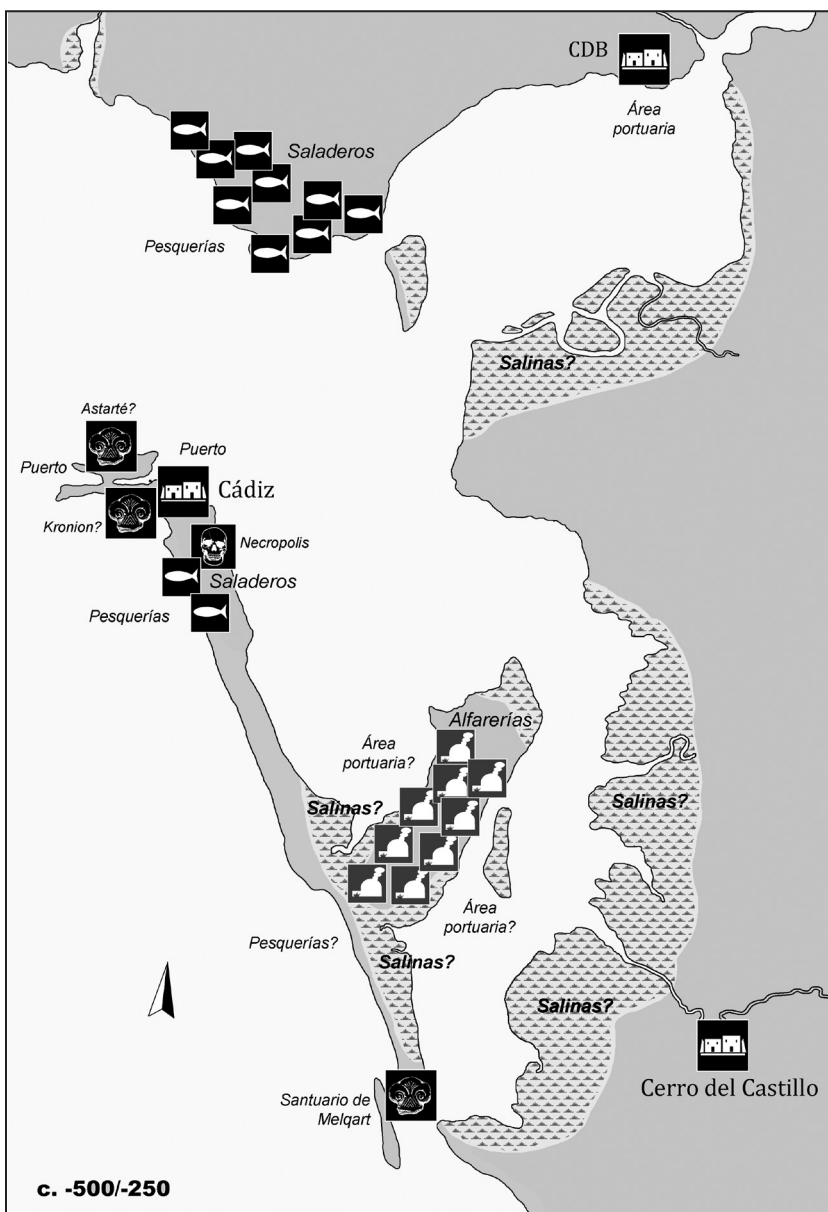 CDB
Área
portuaria
Saladeros
Pesquerías
Salinas?
Astarté?
Puerto
Puerto
Cádiz
Kronion?
Necropolis
Saladeros
Pesquerías
Alfarerías
Área
portuaria?
Salinas?
Salinas?
Área
portuaria?
Pesquerías?
Salinas?
Salinas?
Cerro del Castillo
Santuario de
Melqart
c. -500/-250